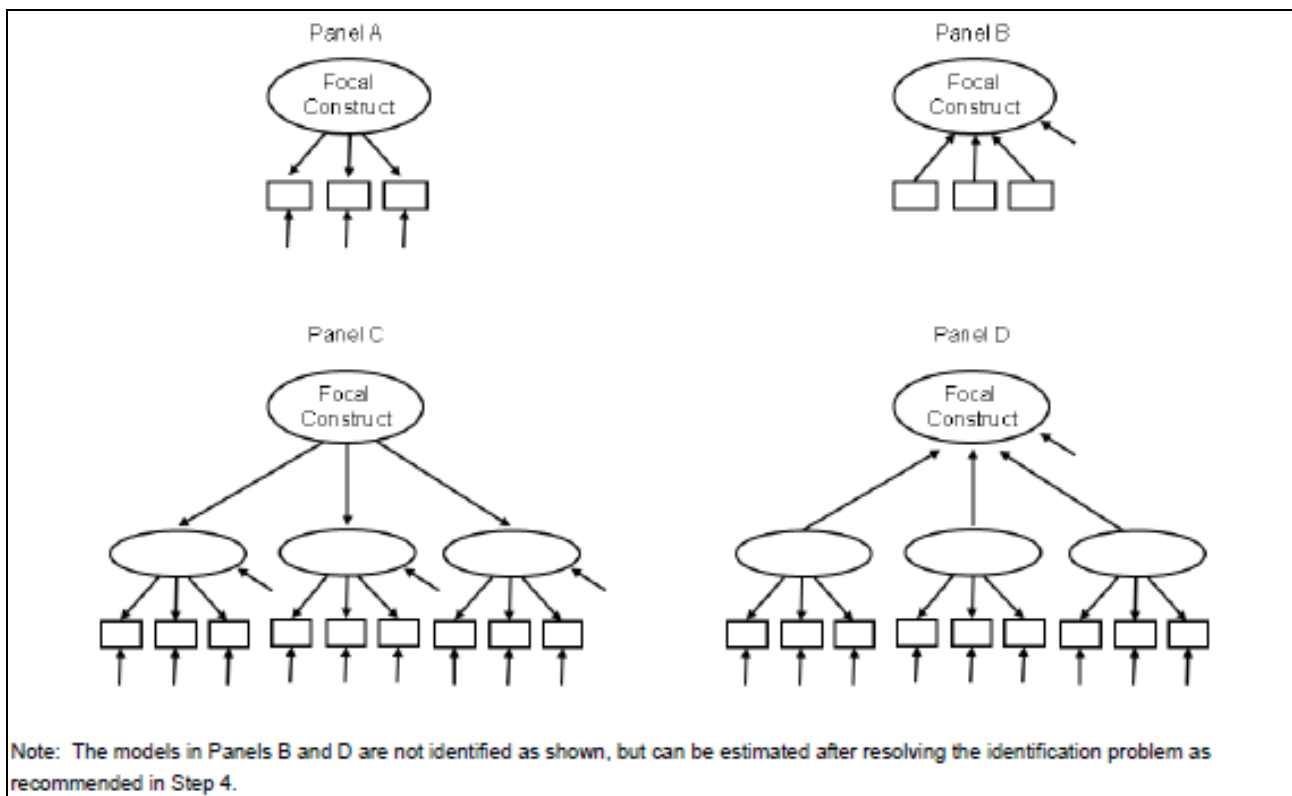 Panel A
Panel B
Focal
Construct
Focal
Construct
Panel C
Panel D
Focal
Construct
Focal
Construct
Note: The models in Panels B and D are not identified as shown, but can be estimated after resolving the identification problem as
recommended in Step 4.